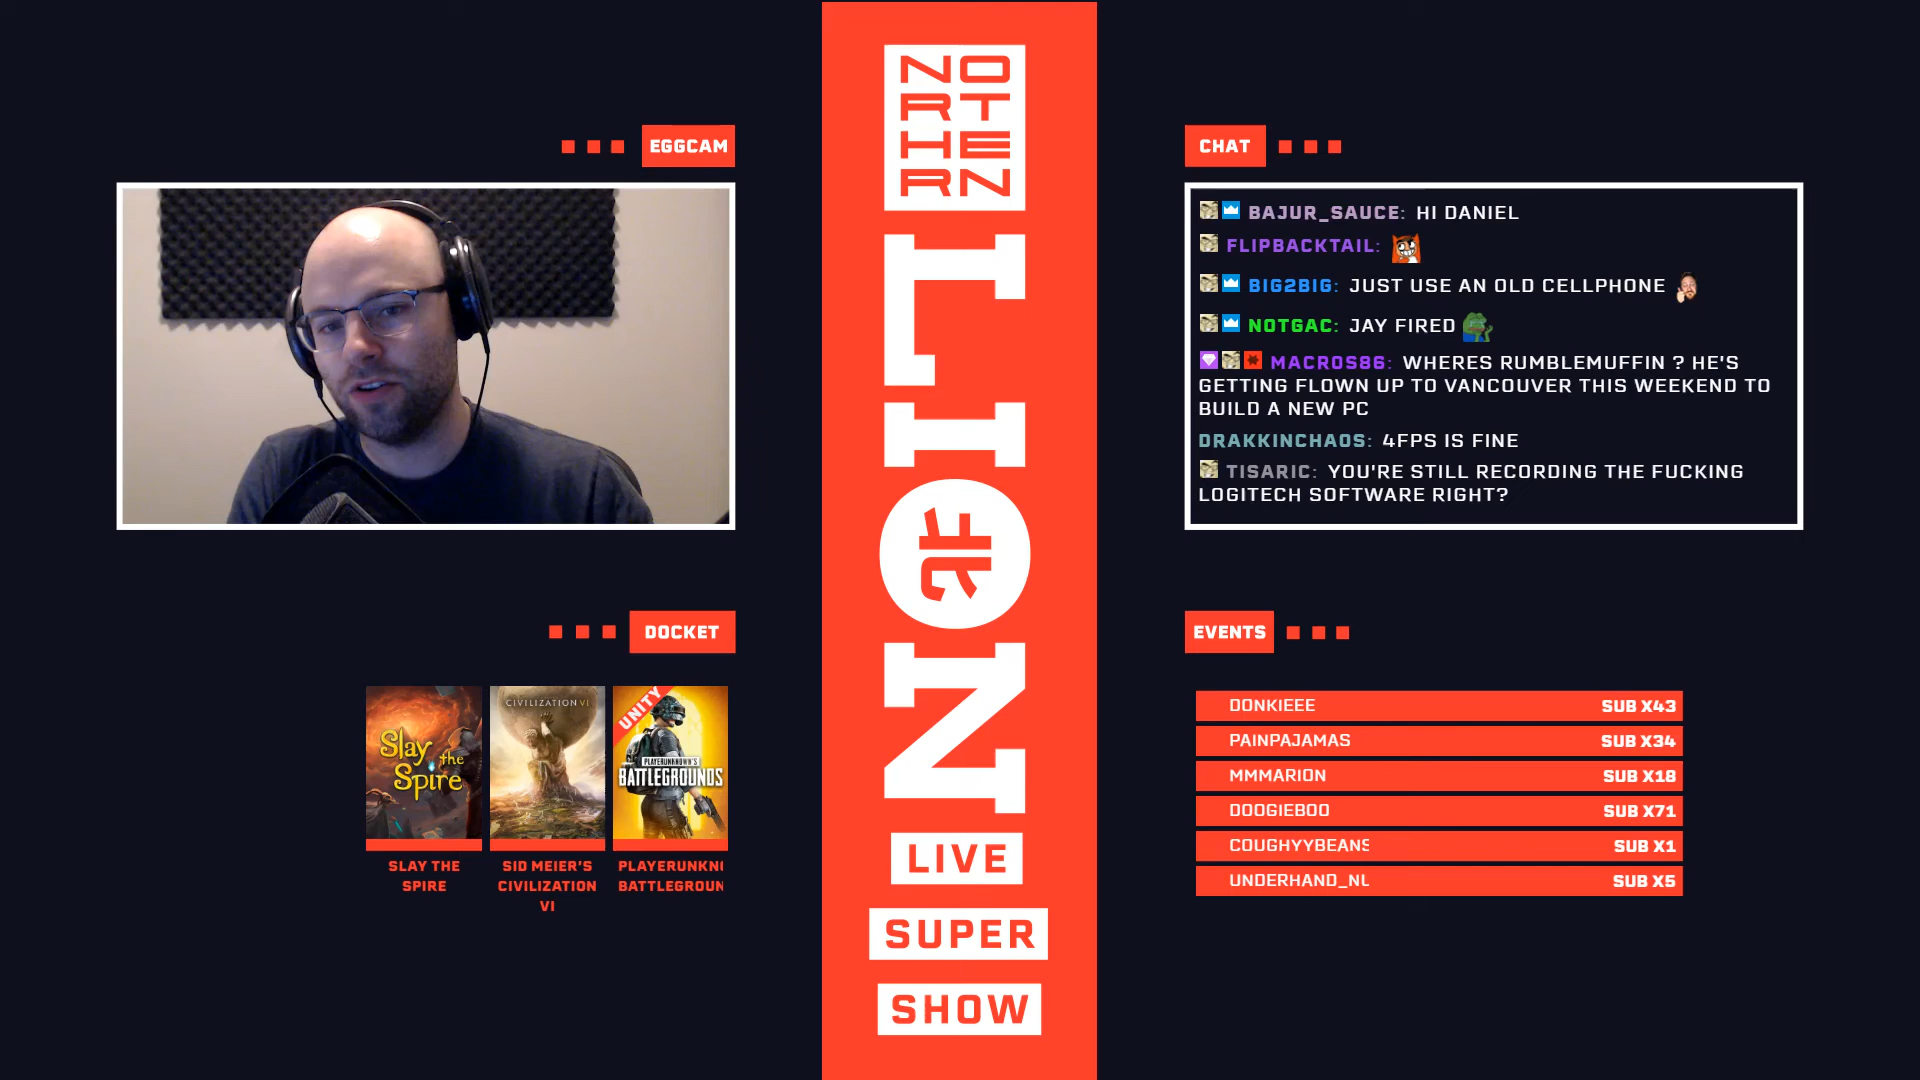 NO
RT
HE
RN
LION
LIVE
SUPER
SHOW
EGGCAM
DOCKET
Slay the Spire
CIVILIZATION VI
UNITY
PLAYERUNKNOWN'S
BATTLEGROUNDS
SLAY THE
SPIRE
SID MEIER'S
CIVILIZATION
VI
PLAYERUNKN
BATTLEGROUN
CHAT
BAJUR_SAUCE: HI DANIEL
FLIPBACKTAIL:
BIG2BIG: JUST USE AN OLD CELLPHONE
NOTGAC: JAY FIRED
MACROS86: WHERES RUMBLEMUFFIN ? HE'S
GETTING FLOWN UP TO VANCOUVER THIS WEEKEND TO
BUILD A NEW PC
DRAKKINCHAOS: 4FPS IS FINE
TISARIC: YOU'RE STILL RECORDING THE FUCKING
LOGITECH SOFTWARE RIGHT?
EVENTS
DONKIEEE SUB X43
PAINPAJAMAS SUB X34
MMMARION SUB X18
DOOGIEBOO SUB X71
COUGHYYBEANS SUB X1
UNDERHAND_NL SUB X5